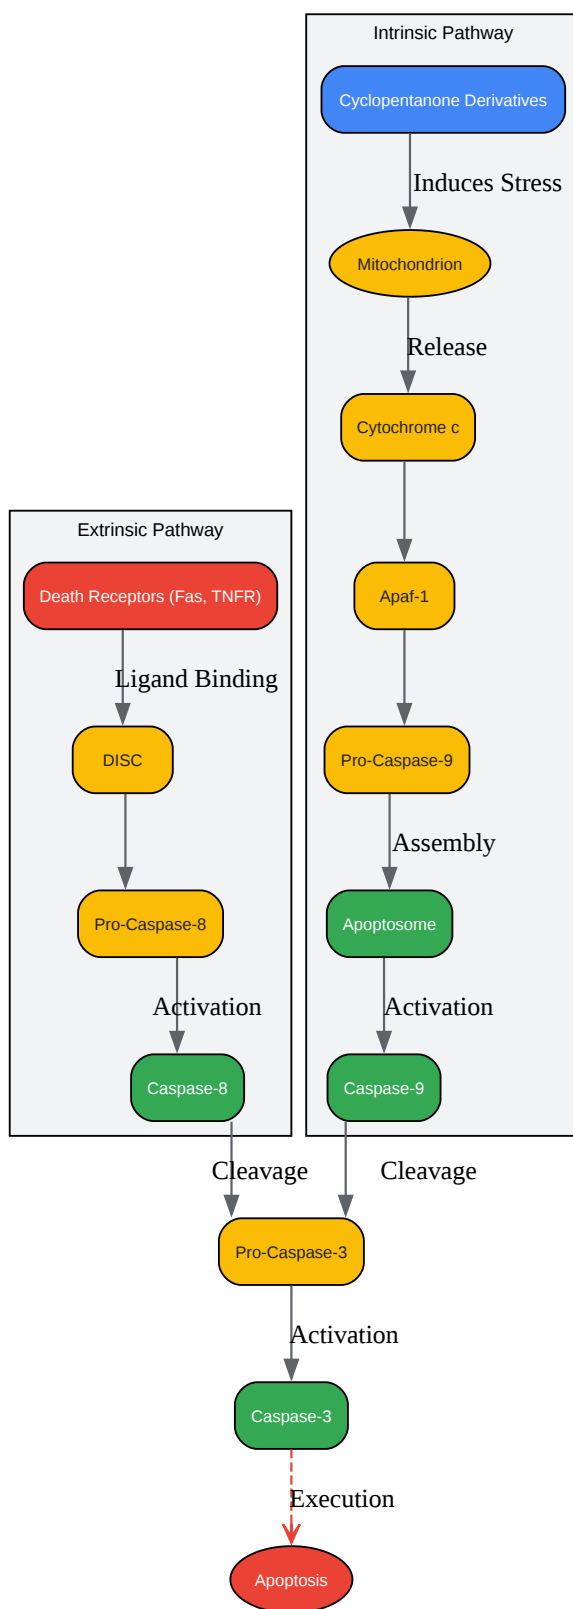 Intrinsic Pathway
Cyclopentanone Derivatives
Induces Stress
Mitochondrion
Release
Cytochrome c
Extrinsic Pathway
Death Receptors (Fas, TNFR)
Apaf-1
Ligand Binding
DISC
Pro-Caspase-9
Assembly
Pro-Caspase-8
Apoptosome
Activation
Activation
Caspase-8
Caspase-9
Cleavage
Cleavage
Pro-Caspase-3
Activation
Caspase-3
Execution
Apoptosis